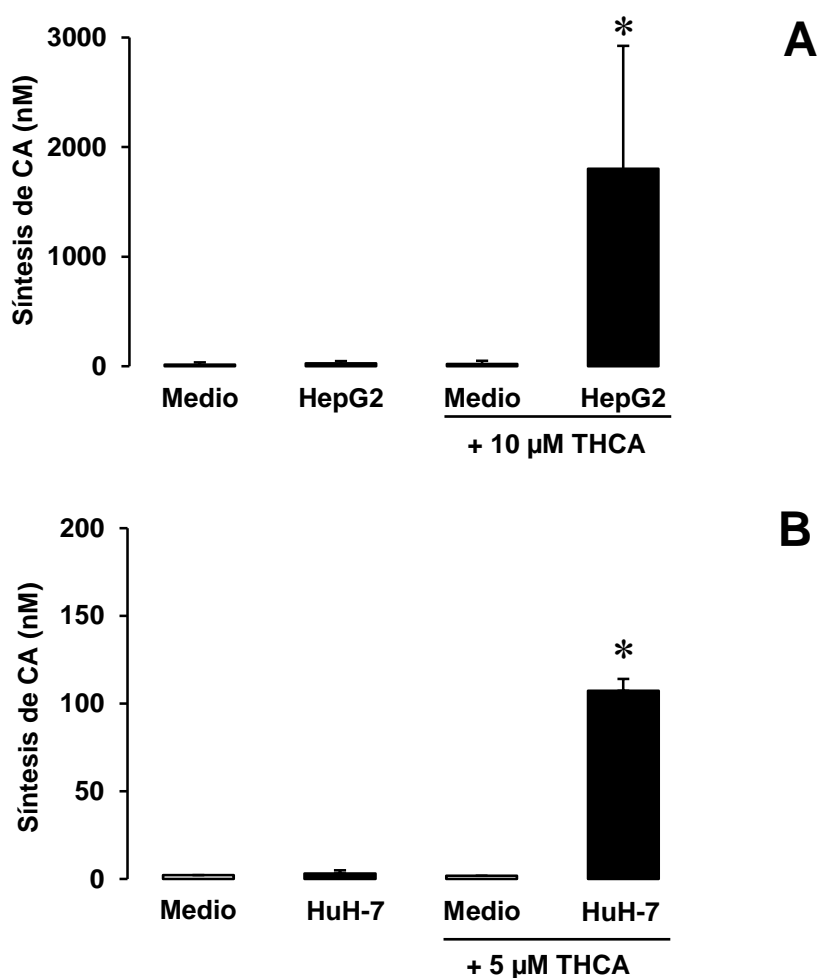 A
Síntesis de CA (nM)
3000
2000
1000
0
*
Medio HepG2 Medio HepG2
+ 10 µM THCA
B
Síntesis de CA (nM)
200
150
100
50
0
*
Medio HuH-7 Medio HuH-7
+ 5 µM THCA